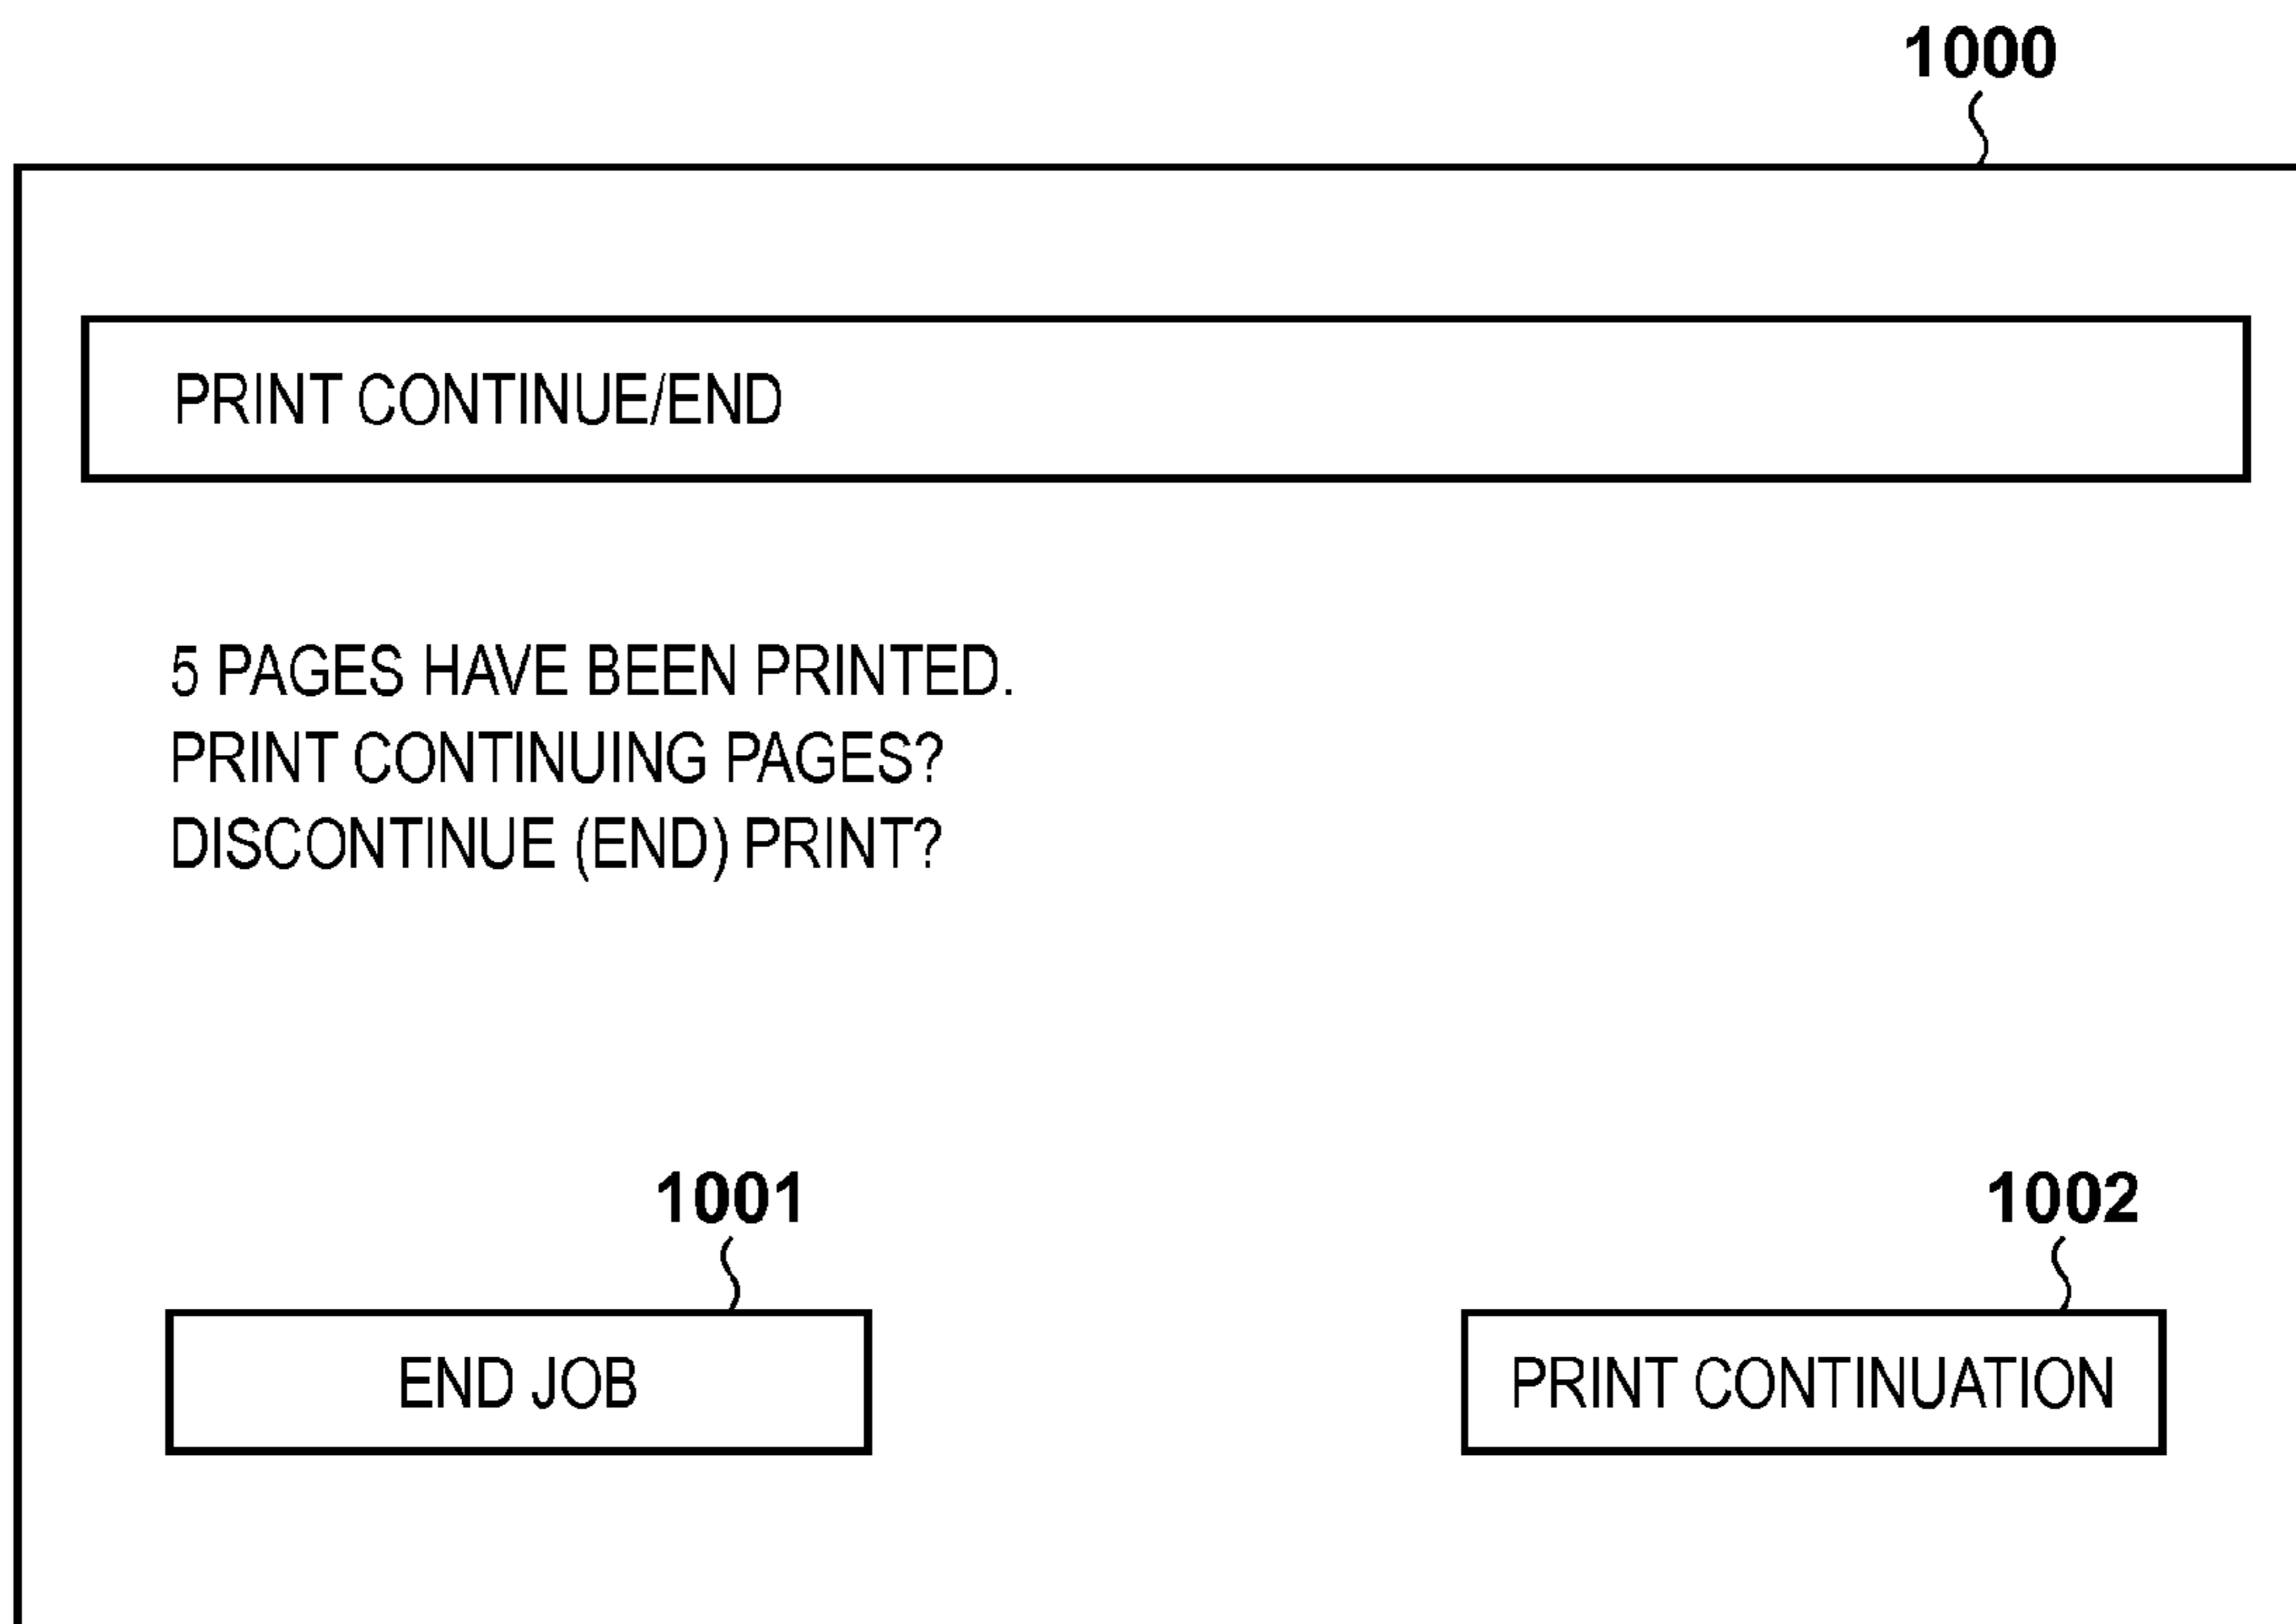 1000
PRINT CONTINUE/END
5 PAGES HAVE BEEN PRINTED.
PRINT CONTINUING PAGES?
DISCONTINUE (END) PRINT?
1001
1002
END JOB
PRINT CONTINUATION